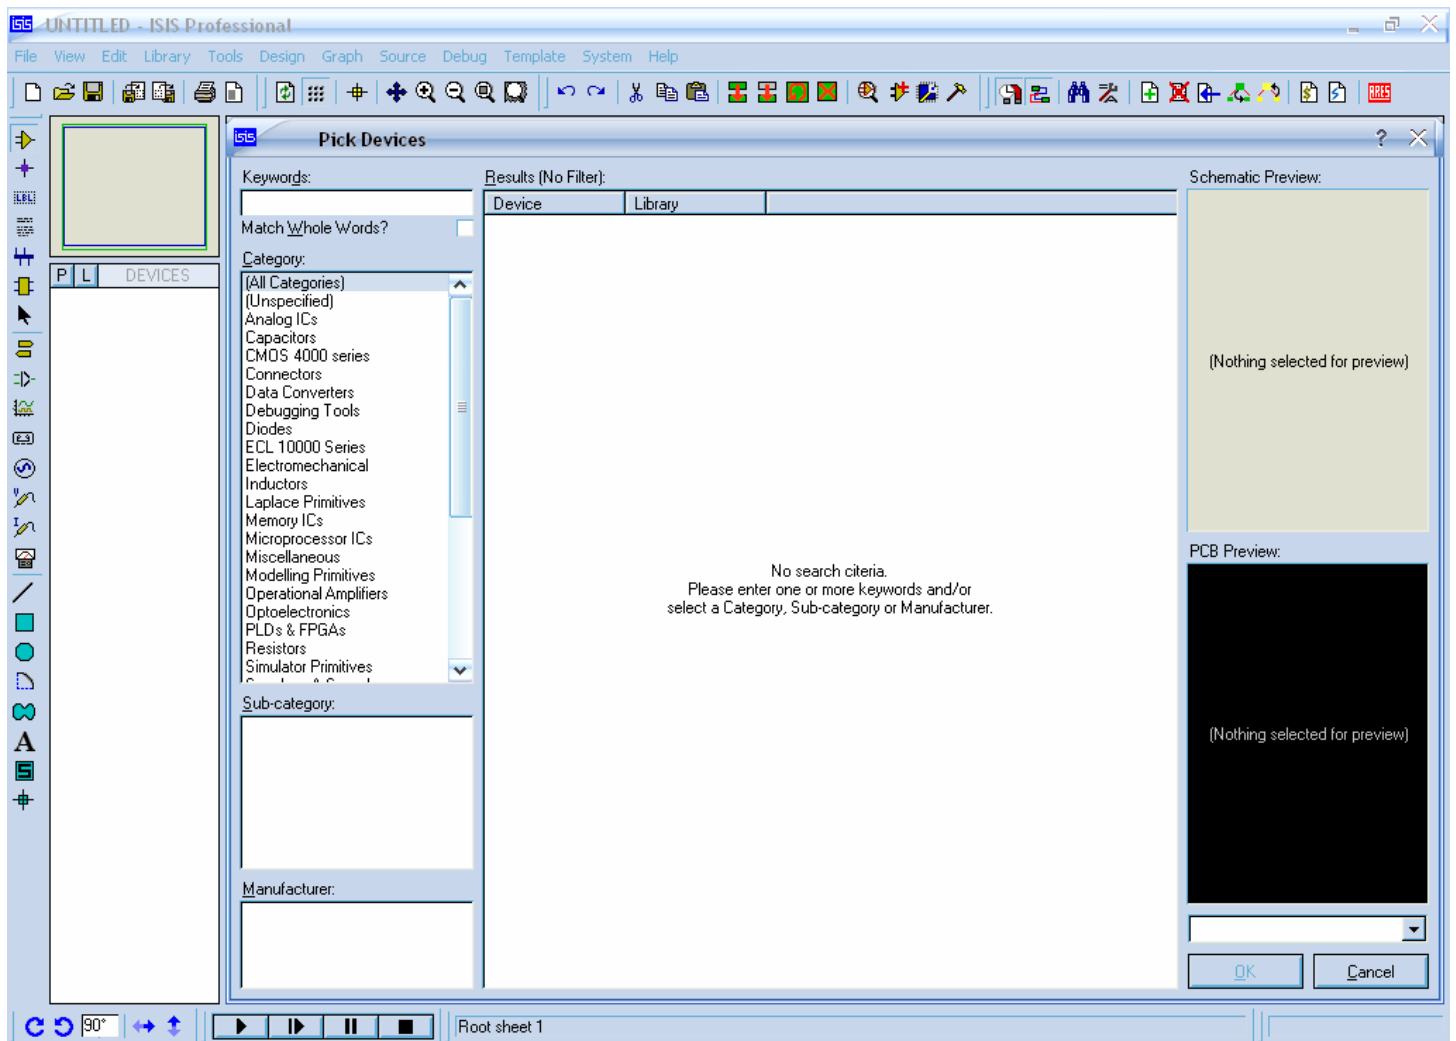 ISIS UNTITLED - ISIS Professional
File View Edit Library Tools Design Graph Source Debug Template System Help
LBL
P L DEVICES
A
ISIS Pick Devices
Keywords:
Match Whole Words?
Category:
(All Categories)
(Unspecified)
Analog ICs
Capacitors
CMOS 4000 series
Connectors
Data Converters
Debugging Tools
Diodes
ECL 10000 Series
Electromechanical
Inductors
Laplace Primitives
Memory ICs
Microprocessor ICs
Miscellaneous
Modelling Primitives
Operational Amplifiers
Optoelectronics
PLDs & FPGAs
Resistors
Simulator Primitives
Sub-category:
Manufacturer:
Results (No Filter):
Device Library
No search citeria.
Please enter one or more keywords and/or
select a Category, Sub-category or Manufacturer.
Schematic Preview:
(Nothing selected for preview)
PCB Preview:
(Nothing selected for preview)
OK Cancel
90° Root sheet 1